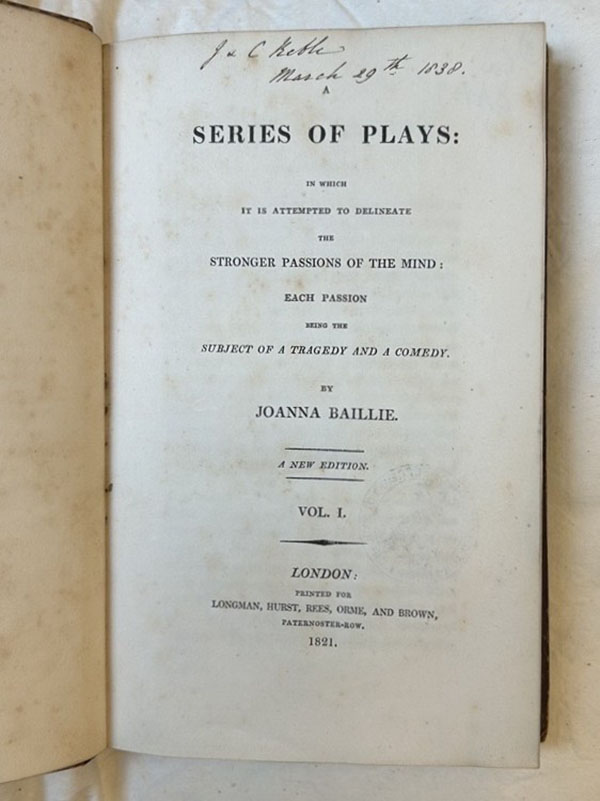 J & C Keble
March 29th 1838.
A
SERIES OF PLAYS:
IN WHICH
IT IS ATTEMPTED TO DELINEATE
THE
STRONGER PASSIONS OF THE MIND:
EACH PASSION
BEING THE
SUBJECT OF A TRAGEDY AND A COMEDY.
BY
JOANNA BAILLIE.
A NEW EDITION.
VOL. I.
LONDON:
PRINTED FOR
LONGMAN, HURST, REES, ORME, AND BROWN,
PATERNOSTER-ROW.
1821.